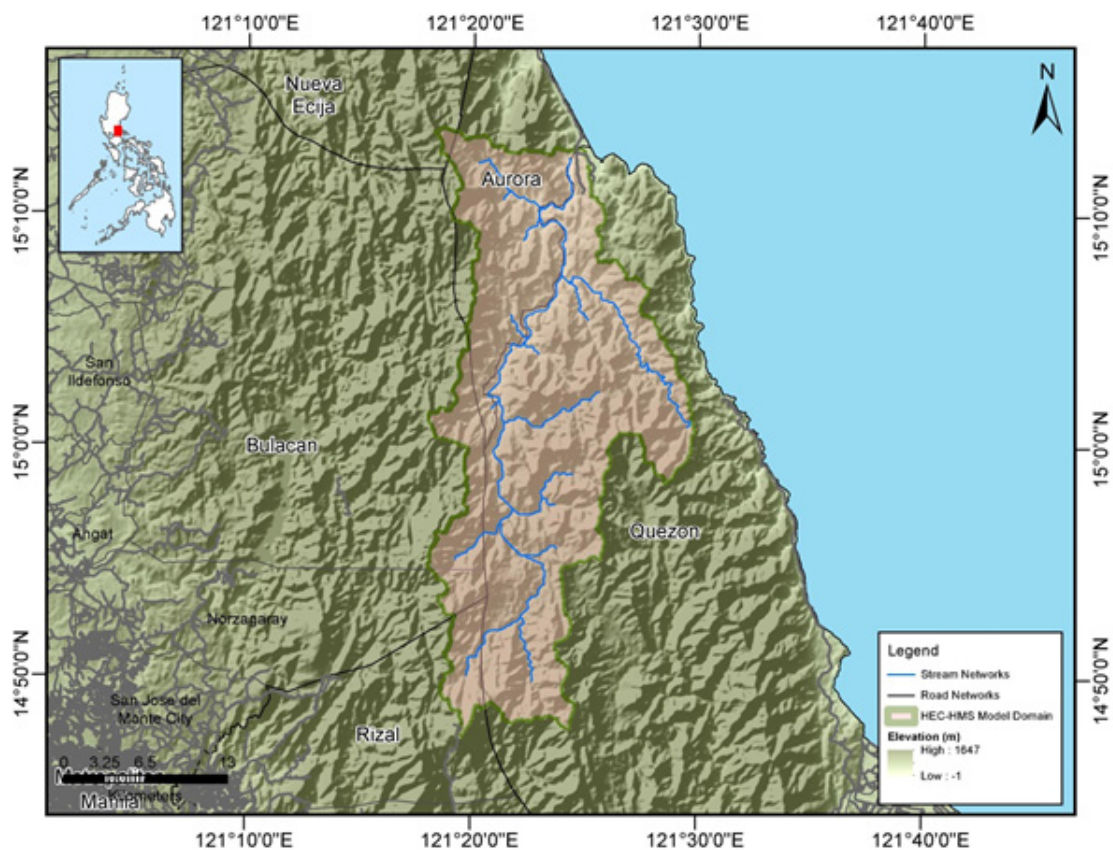 121°10'0"E 121°20'0"E 121°30'0"E 121°40'0"E
N
Nueva
Ecija
Aurora
15°10'0"N
15°10'0"N
San
Ildefonso
Bulacan
15°0'0"N
15°0'0"N
Quezon
Angat
Norzagaray
Legend
Stream Networks
Road Networks
HEC-HMS Model Domain
Elevation (m)
High : 1647
Low : -1
14°50'0"N
14°50'0"N
San Jose del
Monte City
Rizal
0 3.25 6.5 13
Kilometers
Metropolitan
Manila
121°10'0"E 121°20'0"E 121°30'0"E 121°40'0"E